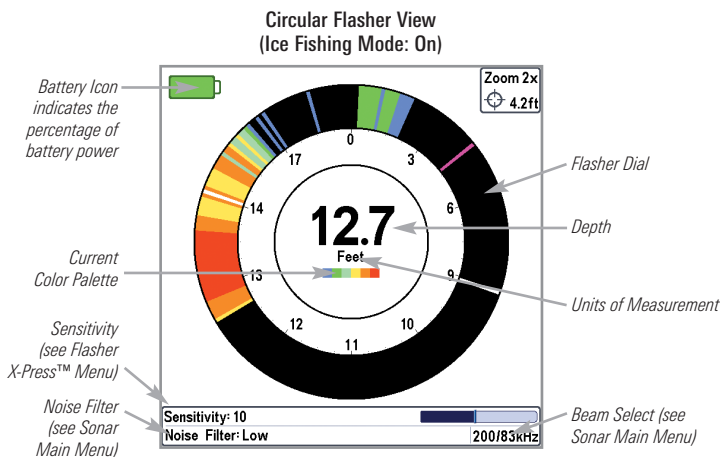 Circular Flasher View
(Ice Fishing Mode: On)
Battery Icon
indicates the
percentage of
battery power
Zoom 2x
4.2ft
0
3
6
9
10
11
12
13
14
17
12.7
Feet
Flasher Dial
Depth
Units of Measurement
Current
Color Palette
Sensitivity
(see Flasher
X-Press™ Menu)
Noise Filter
(see Sonar
Main Menu)
Sensitivity: 10
Noise Filter: Low
200/83kHz
Beam Select (see
Sonar Main Menu)